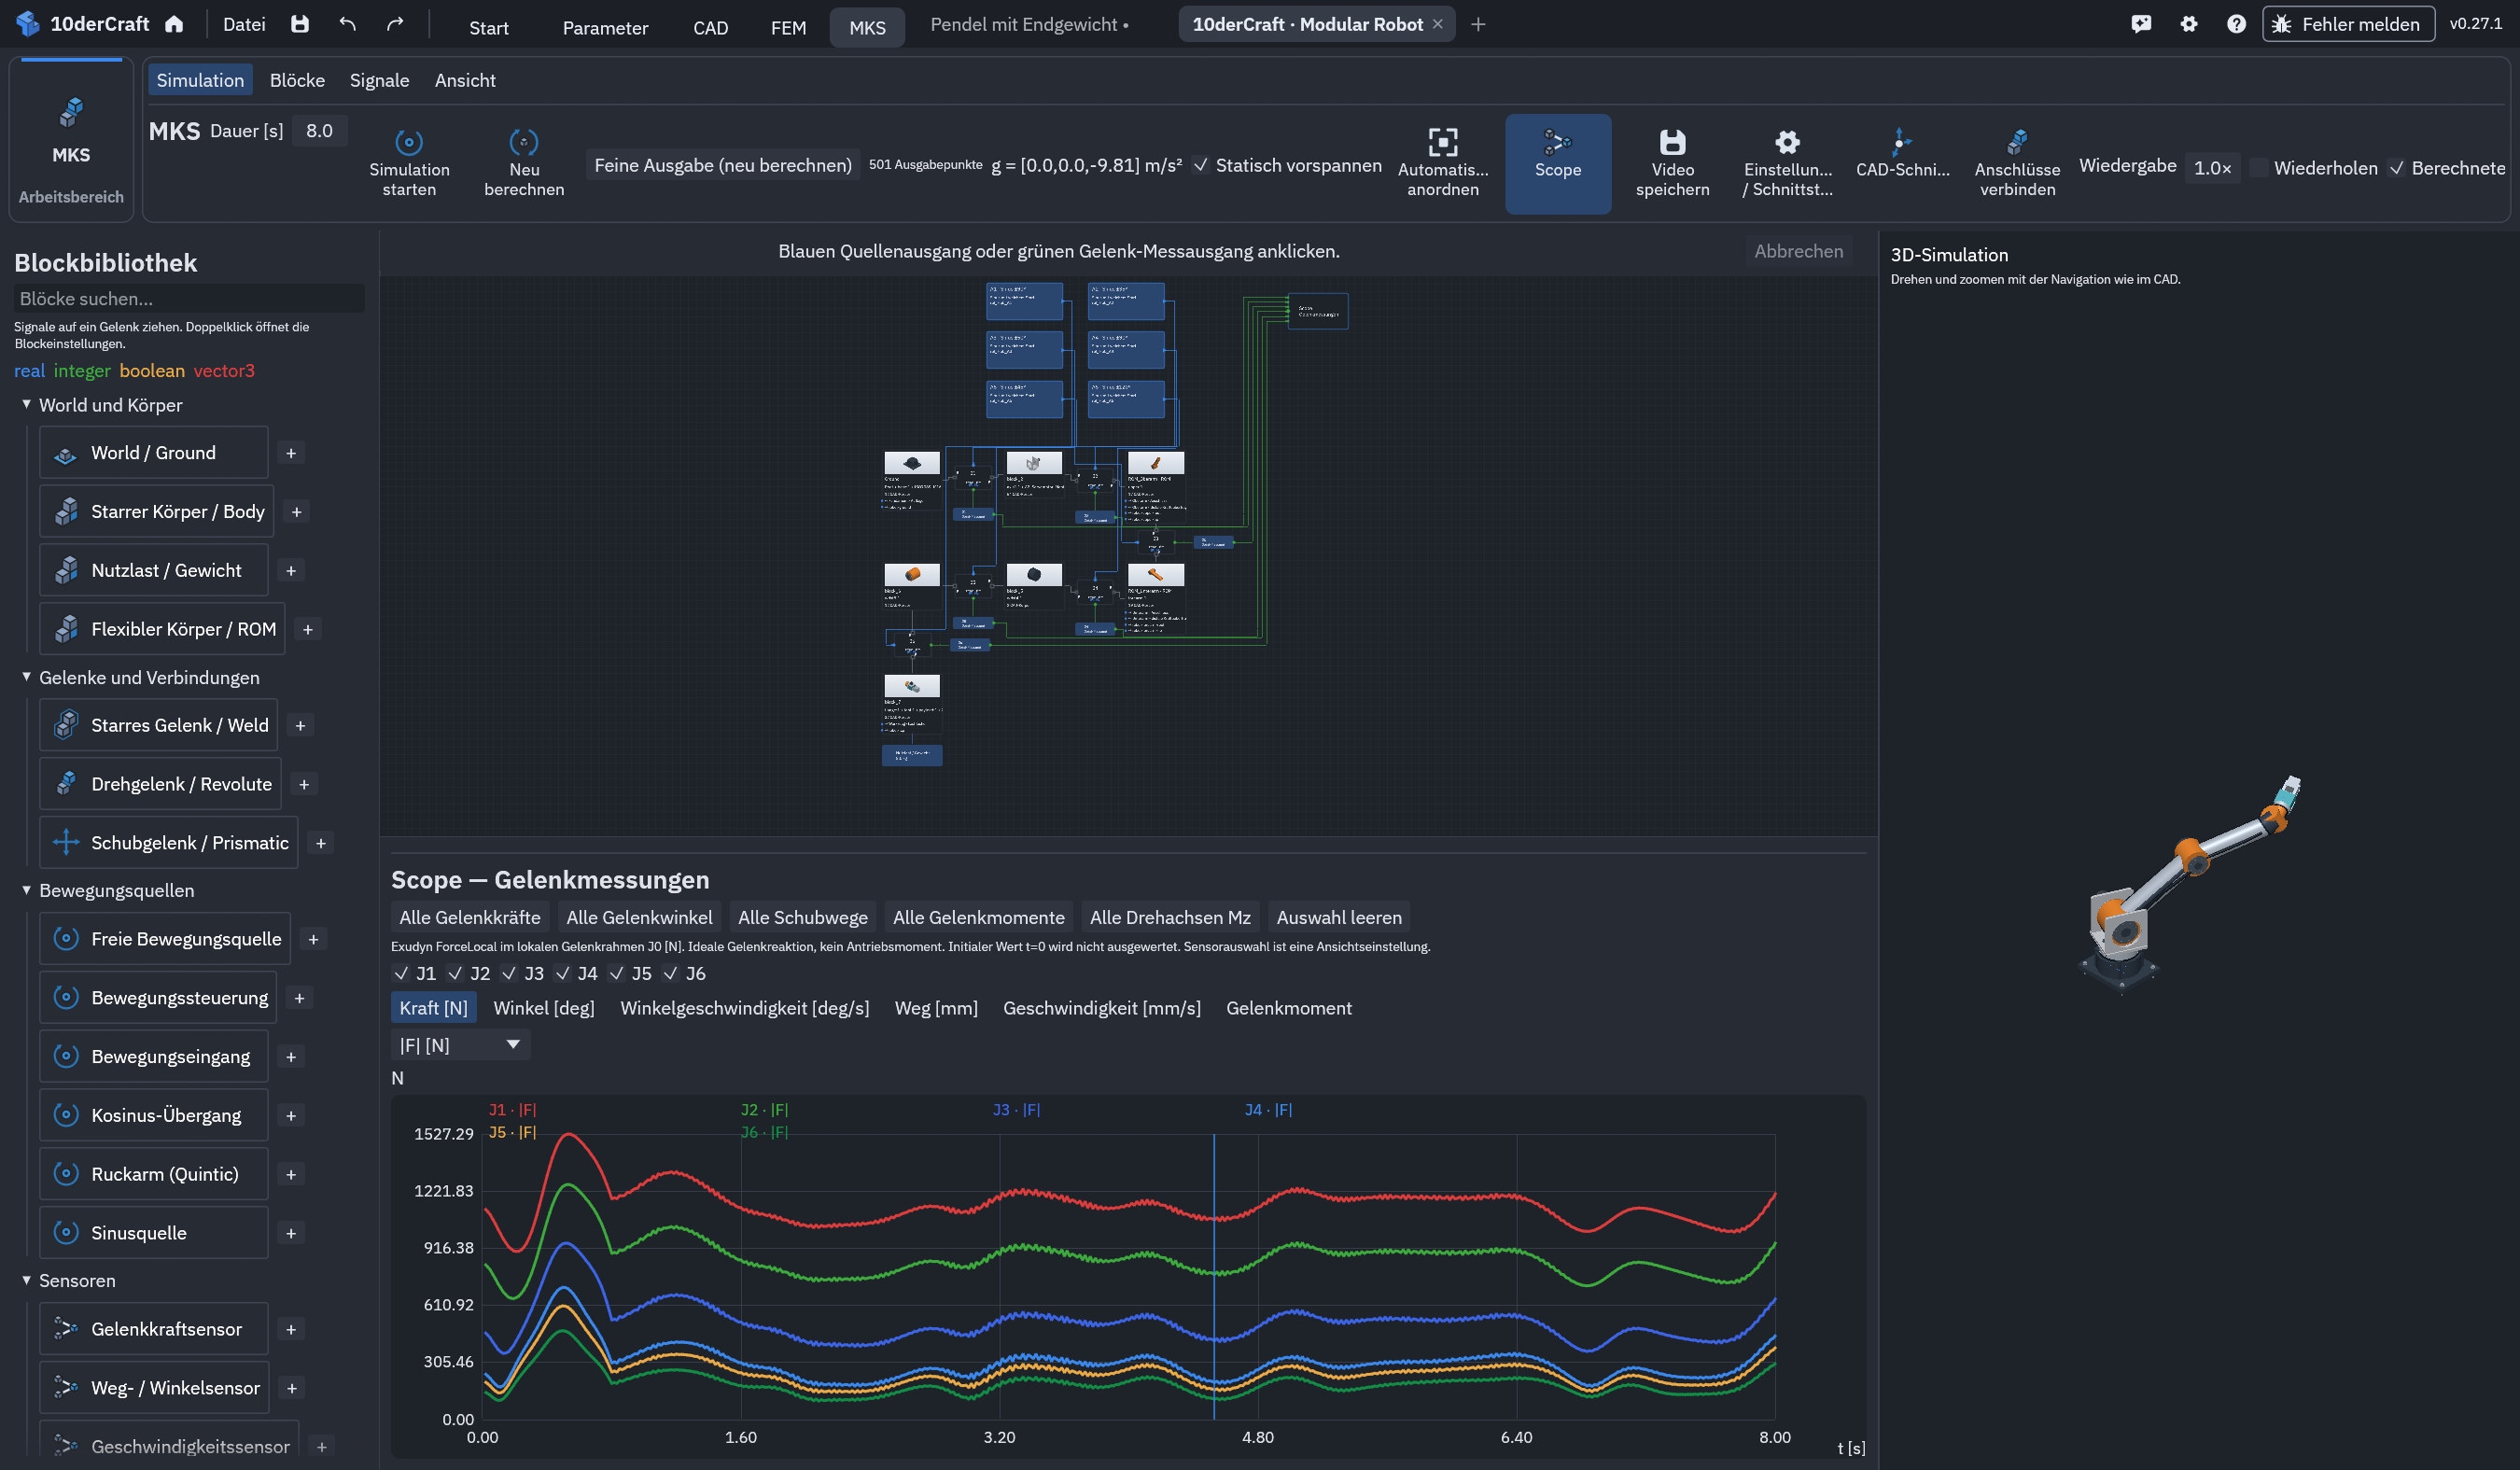 10derCraft
Datei
Start
Parameter
CAD
FEM
MKS
Pendel mit Endgewicht •
10derCraft · Modular Robot ×
+
Fehler melden
v0.27.1
MKS
Arbeitsbereich
Simulation
Blöcke
Signale
Ansicht
MKS
Dauer [s]
8.0
Simulation
starten
Neu
berechnen
Feine Ausgabe (neu berechnen)
501 Ausgabepunkte
g = [0.0,0.0,-9.81] m/s²
Statisch vorspannen
Automatis...
anordnen
Scope
Video
speichern
Einstellun...
/ Schnittst...
CAD-Schni...
Anschlüsse
verbinden
Wiedergabe
1.0×
Wiederholen
Berechnete
Blockbibliothek
Blöcke suchen...
Signale auf ein Gelenk ziehen. Doppelklick öffnet die
Blockeinstellungen.
real integer boolean vector3
World und Körper
World / Ground
+
Starrer Körper / Body
+
Nutzlast / Gewicht
+
Flexibler Körper / ROM
+
Gelenke und Verbindungen
Starres Gelenk / Weld
+
Drehgelenk / Revolute
+
Schubgelenk / Prismatic
+
Bewegungsquellen
Freie Bewegungsquelle
+
Bewegungssteuerung
+
Bewegungseingang
+
Kosinus-Übergang
+
Ruckarm (Quintic)
+
Sinusquelle
+
Sensoren
Gelenkkraftsensor
+
Weg- / Winkelsensor
+
Geschwindigkeitssensor
+
Blauen Quellenausgang oder grünen Gelenk-Messausgang anklicken.
Abbrechen
3D-Simulation
Drehen und zoomen mit der Navigation wie im CAD.
Scope — Gelenkmessungen
Alle Gelenkkräfte
Alle Gelenkwinkel
Alle Schubwege
Alle Gelenkmomente
Alle Drehachsen Mz
Auswahl leeren
Exudyn ForceLocal im lokalen Gelenkrahmen J0 [N]. Ideale Gelenkreaktion, kein Antriebsmoment. Initialer Wert t=0 wird nicht ausgewertet. Sensorauswahl ist eine Ansichtseinstellung.
J1 J2 J3 J4 J5 J6
Kraft [N]
Winkel [deg]
Winkelgeschwindigkeit [deg/s]
Weg [mm]
Geschwindigkeit [mm/s]
Gelenkmoment
|F| [N]
N
J1 · |F|
J2 · |F|
J3 · |F|
J4 · |F|
J5 · |F|
J6 · |F|
1527.29
1221.83
916.38
610.92
305.46
0.00
0.00
1.60
3.20
4.80
6.40
8.00
t [s]